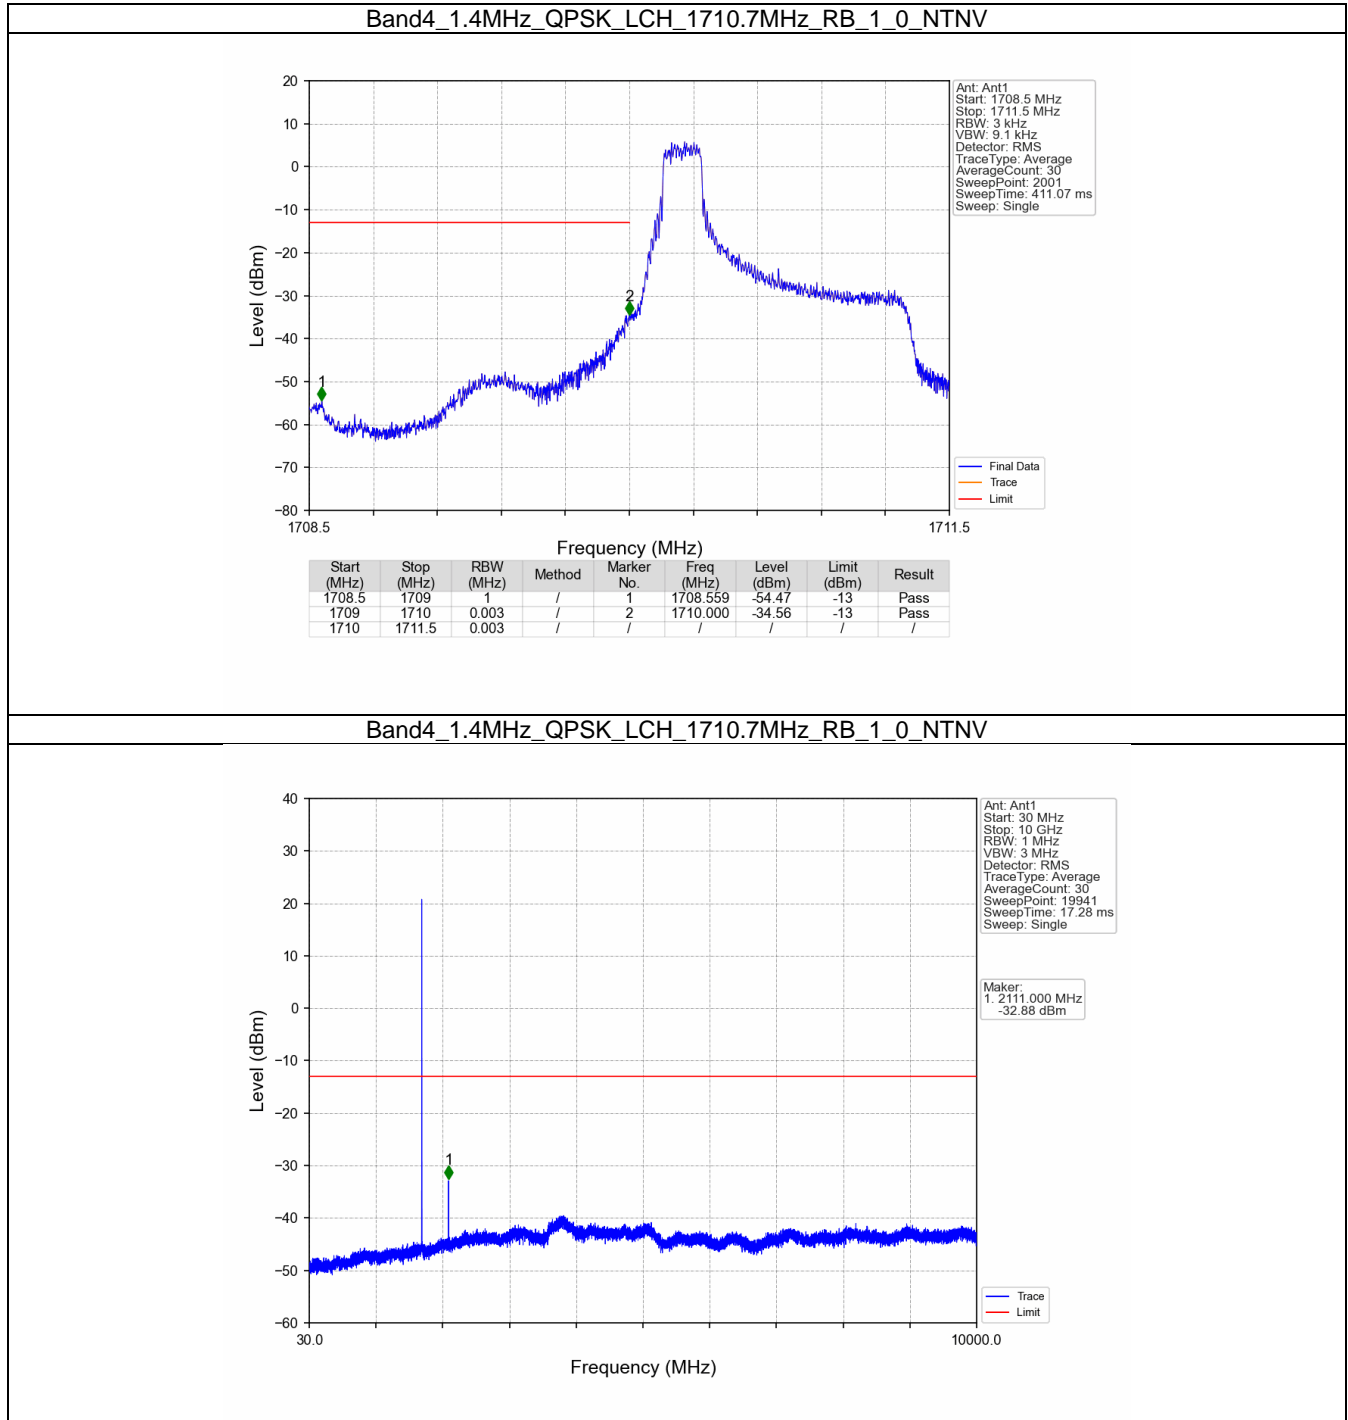 Band4_1.4MHz_QPSK_LCH_1710.7MHz_RB_1_0_NTNV
20
10
0
−10
−20
−30
−40
−50
−60
−70
−80
Level (dBm)
1
2
1708.5
1711.5
Frequency (MHz)
Ant: Ant1
Start: 1708.5 MHz
Stop: 1711.5 MHz
RBW: 3 kHz
VBW: 9.1 kHz
Detector: RMS
TraceType: Average
AverageCount: 30
SweepPoint: 2001
SweepTime: 411.07 ms
Sweep: Single
Final Data
Trace
Limit
Start (MHz) Stop (MHz) RBW (MHz) Method Marker No. Freq (MHz) Level (dBm) Limit (dBm) Result
1708.5 1709 1 / 1 1708.559 -54.47 -13 Pass
1709 1710 0.003 / 2 1710.000 -34.56 -13 Pass
1710 1711.5 0.003 / / / / / /
Band4_1.4MHz_QPSK_LCH_1710.7MHz_RB_1_0_NTNV
40
30
20
10
0
−10
−20
−30
−40
−50
−60
Level (dBm)
1
30.0
10000.0
Frequency (MHz)
Ant: Ant1
Start: 30 MHz
Stop: 10 GHz
RBW: 1 MHz
VBW: 3 MHz
Detector: RMS
TraceType: Average
AverageCount: 30
SweepPoint: 19941
SweepTime: 17.28 ms
Sweep: Single
Maker:
1. 2111.000 MHz
-32.88 dBm
Trace
Limit